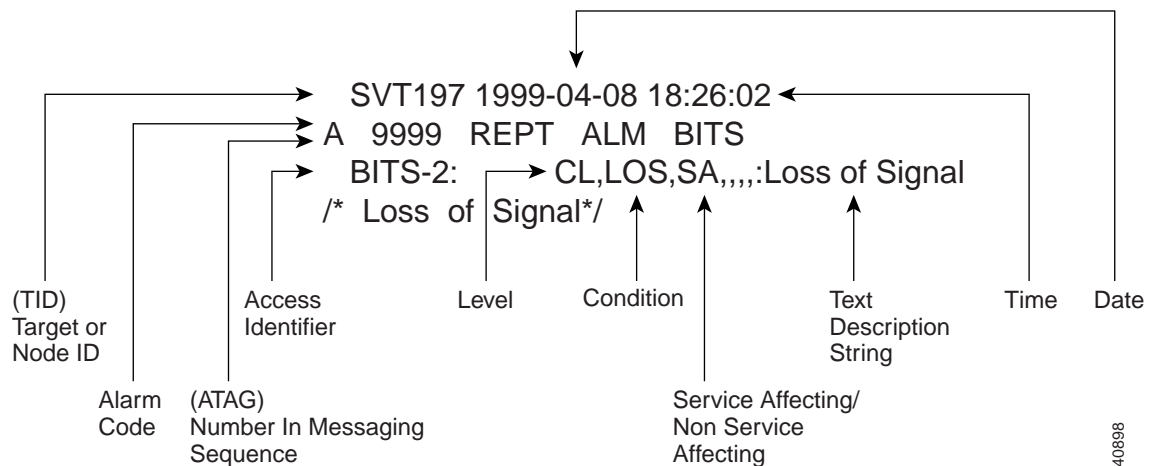 SVT197 1999-04-08 18:26:02
A 9999 REPT ALM BITS
BITS-2: CL,LOS,SA,,,,:Loss of Signal
/* Loss of Signal*/
(TID)
Target or
Node ID
Access
Identifier
Level
Condition
Text
Description
String
Time
Date
Alarm
Code
(ATAG)
Number In Messaging
Sequence
Service Affecting/
Non Service
Affecting
40898